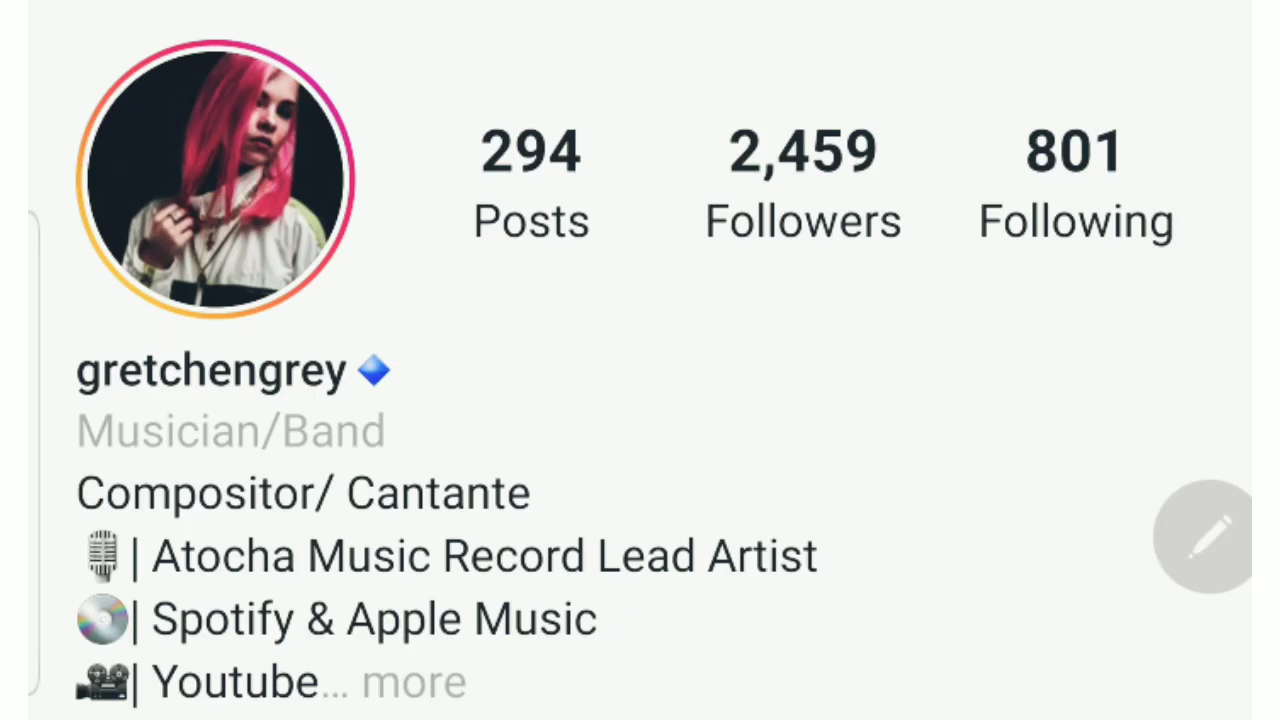 294 2,459 801
Posts Followers Following
gretchengrey🔹
Musician/Band
Compositor/ Cantante
🎙️| Atocha Music Record Lead Artist
💿| Spotify & Apple Music
🎥| Youtube... more